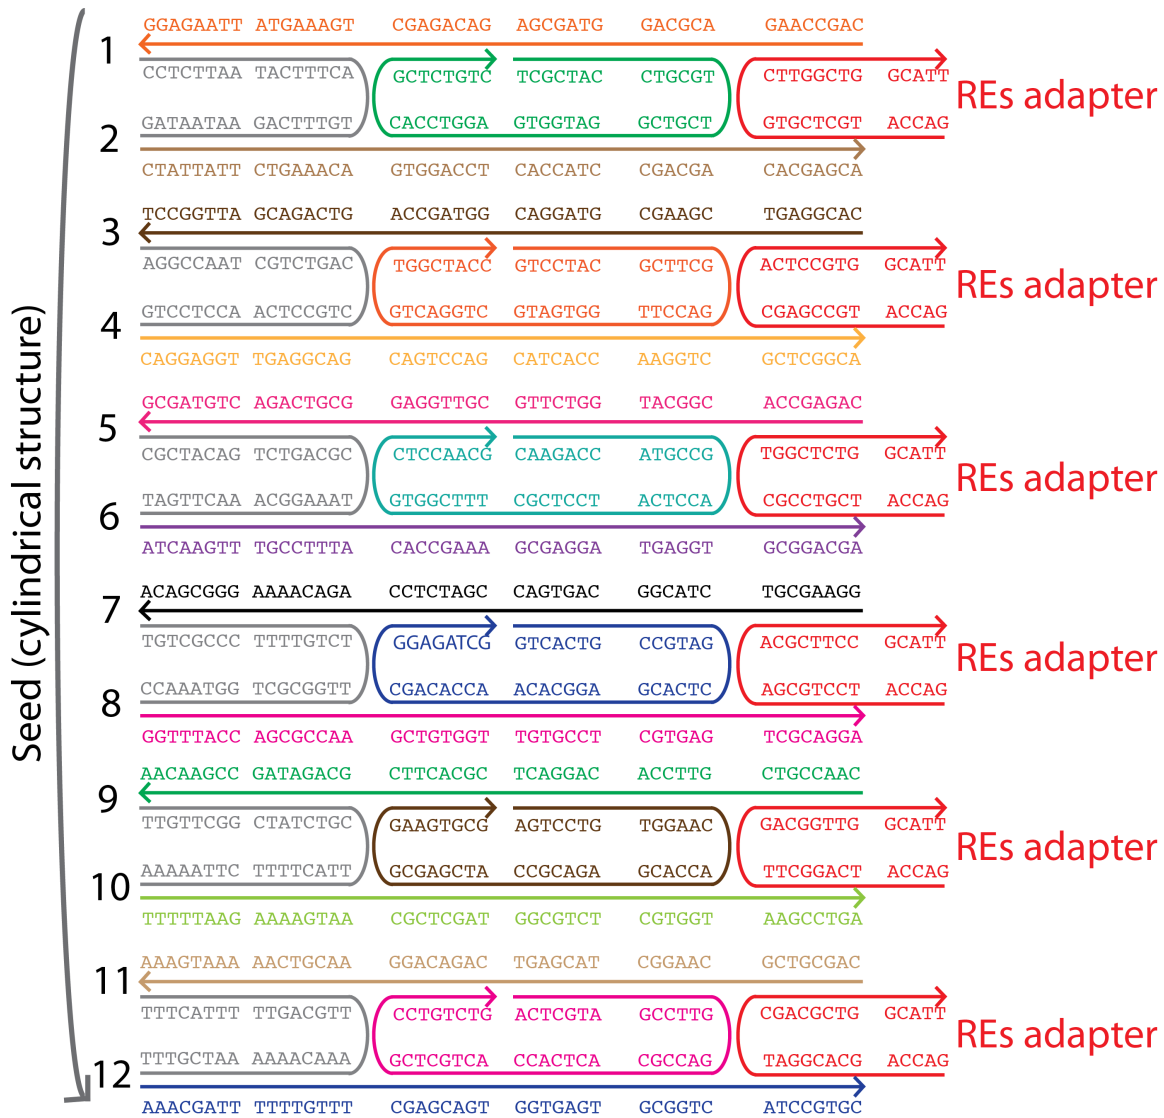 GGAGAATT ATGAAAGT CGAGACAG AGCGATG GACGCA GAACCGAC
1
CCTCTTAA TACTTTCA GCTCTGTC TCGCTAC CTGCGT CTTGGCTG GCATT
REs adapter
GATAATAA GACTTTGT CACCTGGA GTGGTAG GCTGCT GTGCTCGT ACCAG
2
CTATTATT CTGAAACA GTGGACCT CACCATC CGACGA CACGAGCA
TCCGGTTA GCAGACTG ACCGATGG CAGGATG CGAAGC TGAGGCAC
3
AGGCCAAT CGTCTGAC TGGCTACC GTCCTAC GCTTCG ACTCCGTG GCATT
REs adapter
GTCCTCCA ACTCCGTC GTCAGGTC GTAGTGG TTCCAG CGAGCCGT ACCAG
4
CAGGAGGT TGAGGCAG CAGTCCAG CATCACC AAGGTC GCTCGGCA
GCGATGTC AGACTGCG GAGGTTGC GTTCTGG TACGGC ACCGAGAC
5
CGCTACAG TCTGACGC CTCCAACG CAAGACC ATGCCG TGGCTCTG GCATT
REs adapter
TAGTTCAA ACGGAAAT GTGGCTTT CGCTCCT ACTCCA CGCCTGCT ACCAG
6
ATCAAGTT TGCCTTTA CACCGAAA GCGAGGA TGAGGT GCGGACGA
ACAGCGGG AAAACAGA CCTCTAGC CAGTGAC GGCATC TGCGAAGG
7
TGTCGCCC TTTTGTCT GGAGATCG GTCACTG CCGTAG ACGCTTCC GCATT
REs adapter
CCAAATGG TCGCGGTT CGACACCA ACACGGA GCACTC AGCGTCCT ACCAG
8
GGTTTACC AGCGCCAA GCTGTGGT TGTGCCT CGTGAG TCGCAGGA
AACAAGCC GATAGACG CTTCACGC TCAGGAC ACCTTG CTGCCAAC
9
TTGTTCGG CTATCTGC GAAGTGCG AGTCCTG TGGAAC GACGGTTG GCATT
REs adapter
AAAAATTC TTTTCATT GCGAGCTA CCGCAGA GCACCA TTCGGACT ACCAG
10
TTTTTAAG AAAAGTAA CGCTCGAT GGCGTCT CGTGGT AAGCCTGA
AAAGTAAA AACTGCAA GGACAGAC TGAGCAT CGGAAC GCTGCGAC
11
TTTCATTT TTGACGTT CCTGTCTG ACTCGTA GCCTTG CGACGCTG GCATT
REs adapter
TTTGCTAA AAAACAAA GCTCGTCA CCACTCA CGCCAG TAGGCACG ACCAG
12
AAACGATT TTTTGTTT CGAGCAGT GGTGAGT GCGGTC ATCCGTGC
Seed (cylindrical structure)